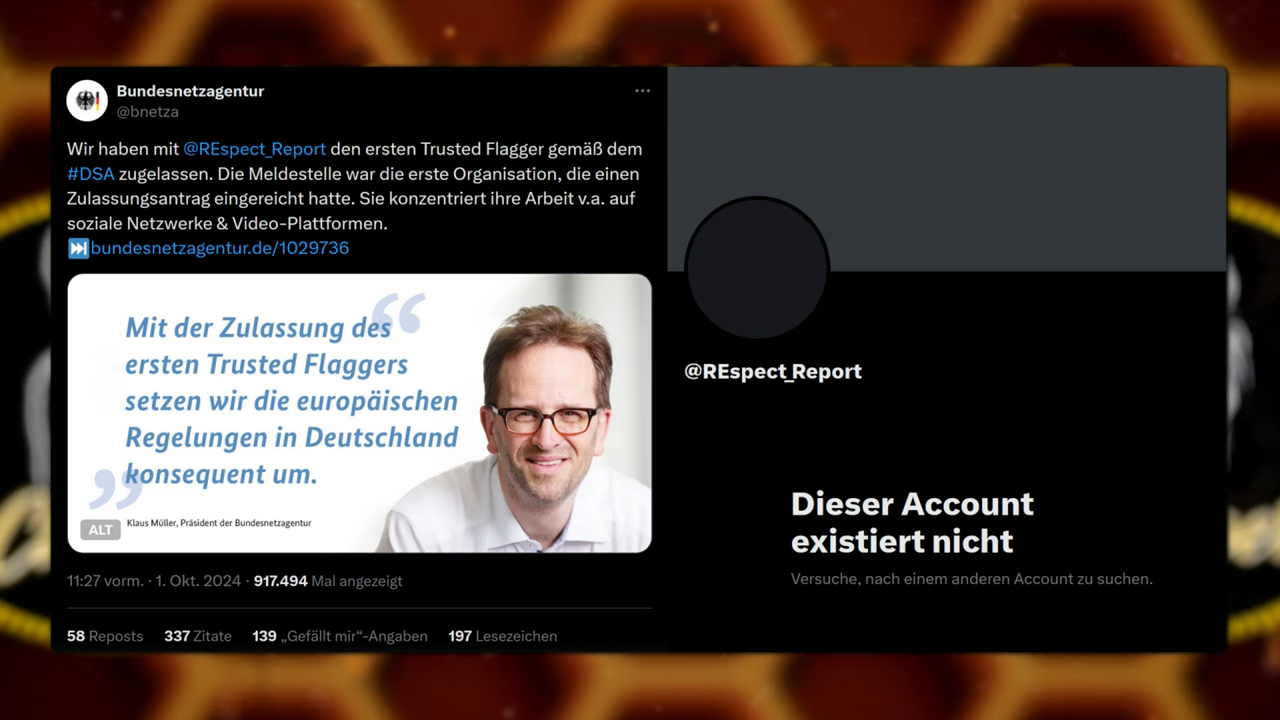 Bundesnetzagentur
@bnetza
Wir haben mit @REspect_Report den ersten Trusted Flagger gemäß dem
#DSA zugelassen. Die Meldestelle war die erste Organisation, die einen
Zulassungsantrag eingereicht hatte. Sie konzentriert ihre Arbeit v.a. auf
soziale Netzwerke & Video-Plattformen.
⏭️bundesnetzagentur.de/1029736
“
Mit der Zulassung des
ersten Trusted Flaggers
setzen wir die europäischen
Regelungen in Deutschland
konsequent um.
”
ALT
Klaus Müller, Präsident der Bundesnetzagentur
11:27 vorm. · 1. Okt. 2024 · 917.494 Mal angezeigt
58 Reposts 337 Zitate 139 „Gefällt mir“-Angaben 197 Lesezeichen
@REspect_Report
Dieser Account
existiert nicht
Versuche, nach einem anderen Account zu suchen.